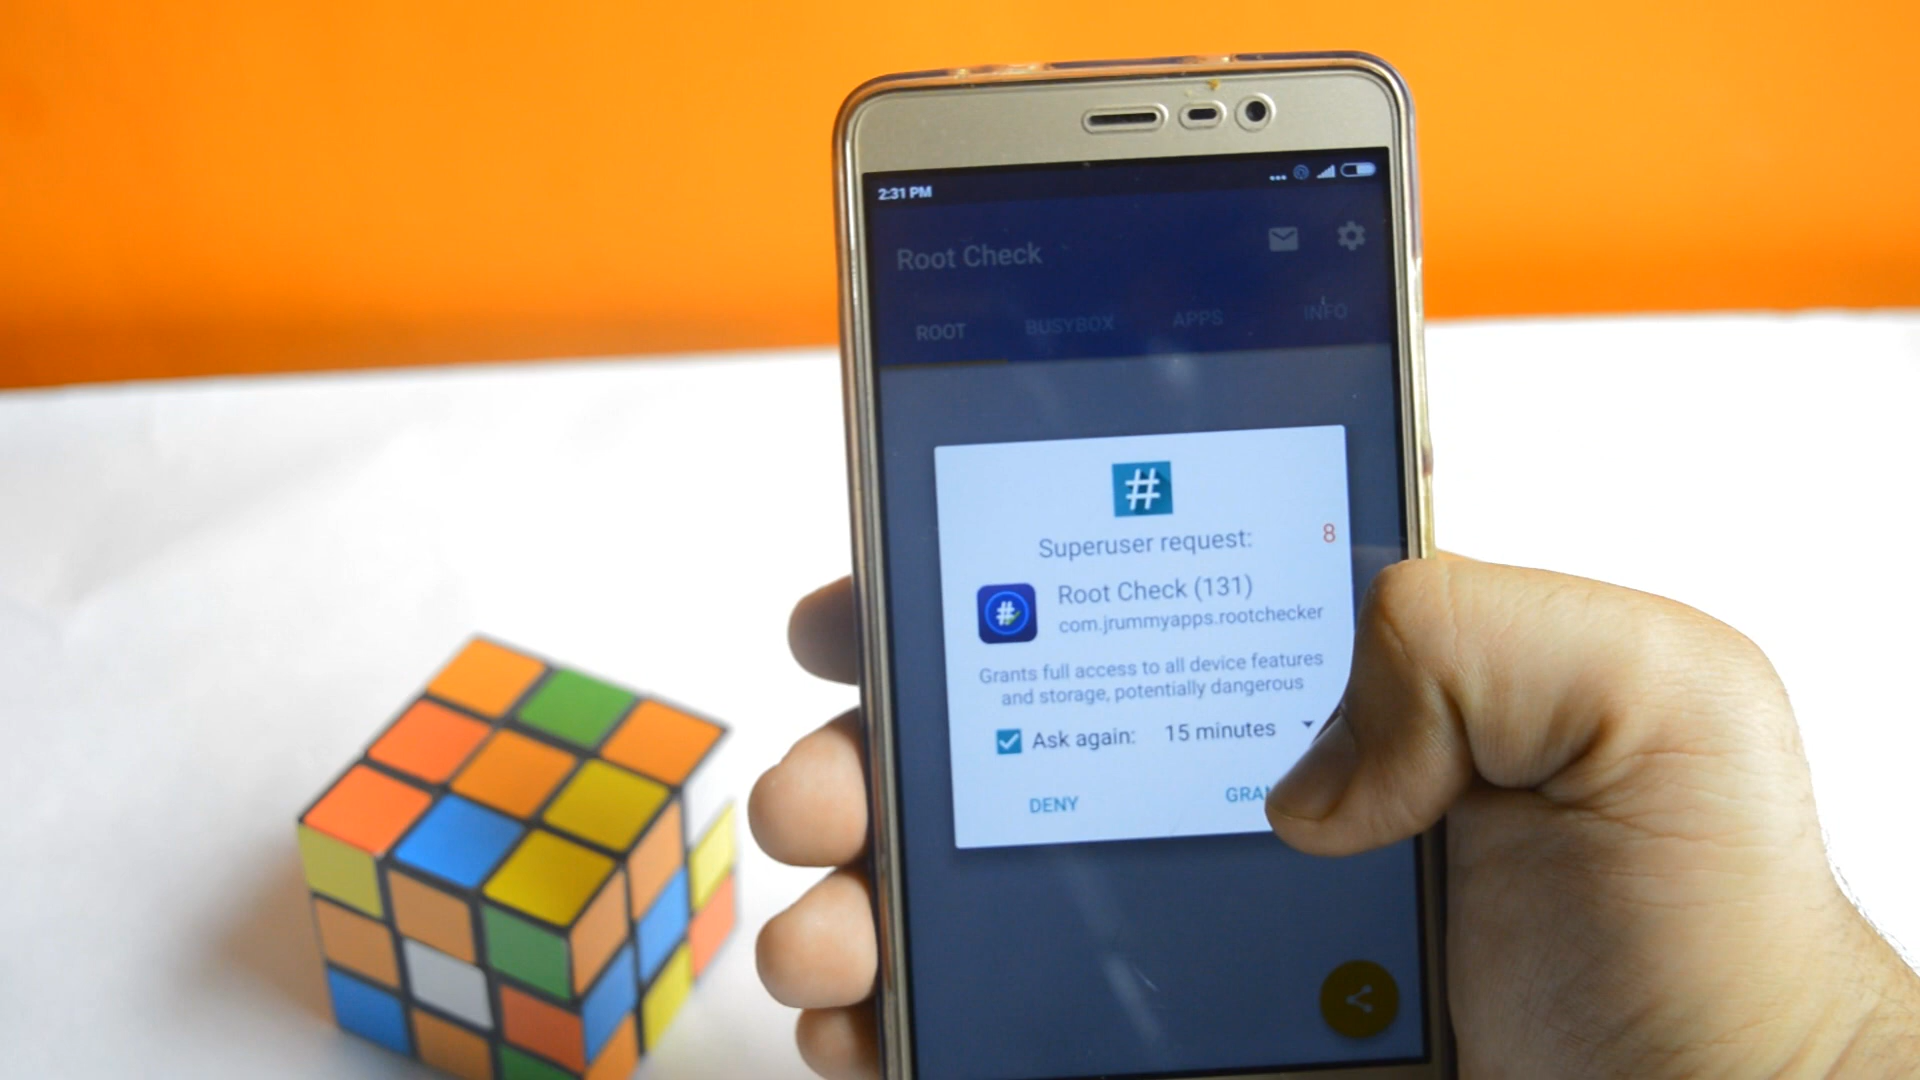 2:31 PM
Root Check
ROOT BUSYBOX APPS INFO
#
Superuser request: 8
#
Root Check (131)
com.jrummyapps.rootchecker
Grants full access to all device features
and storage, potentially dangerous
Ask again: 15 minutes
DENY GRAN